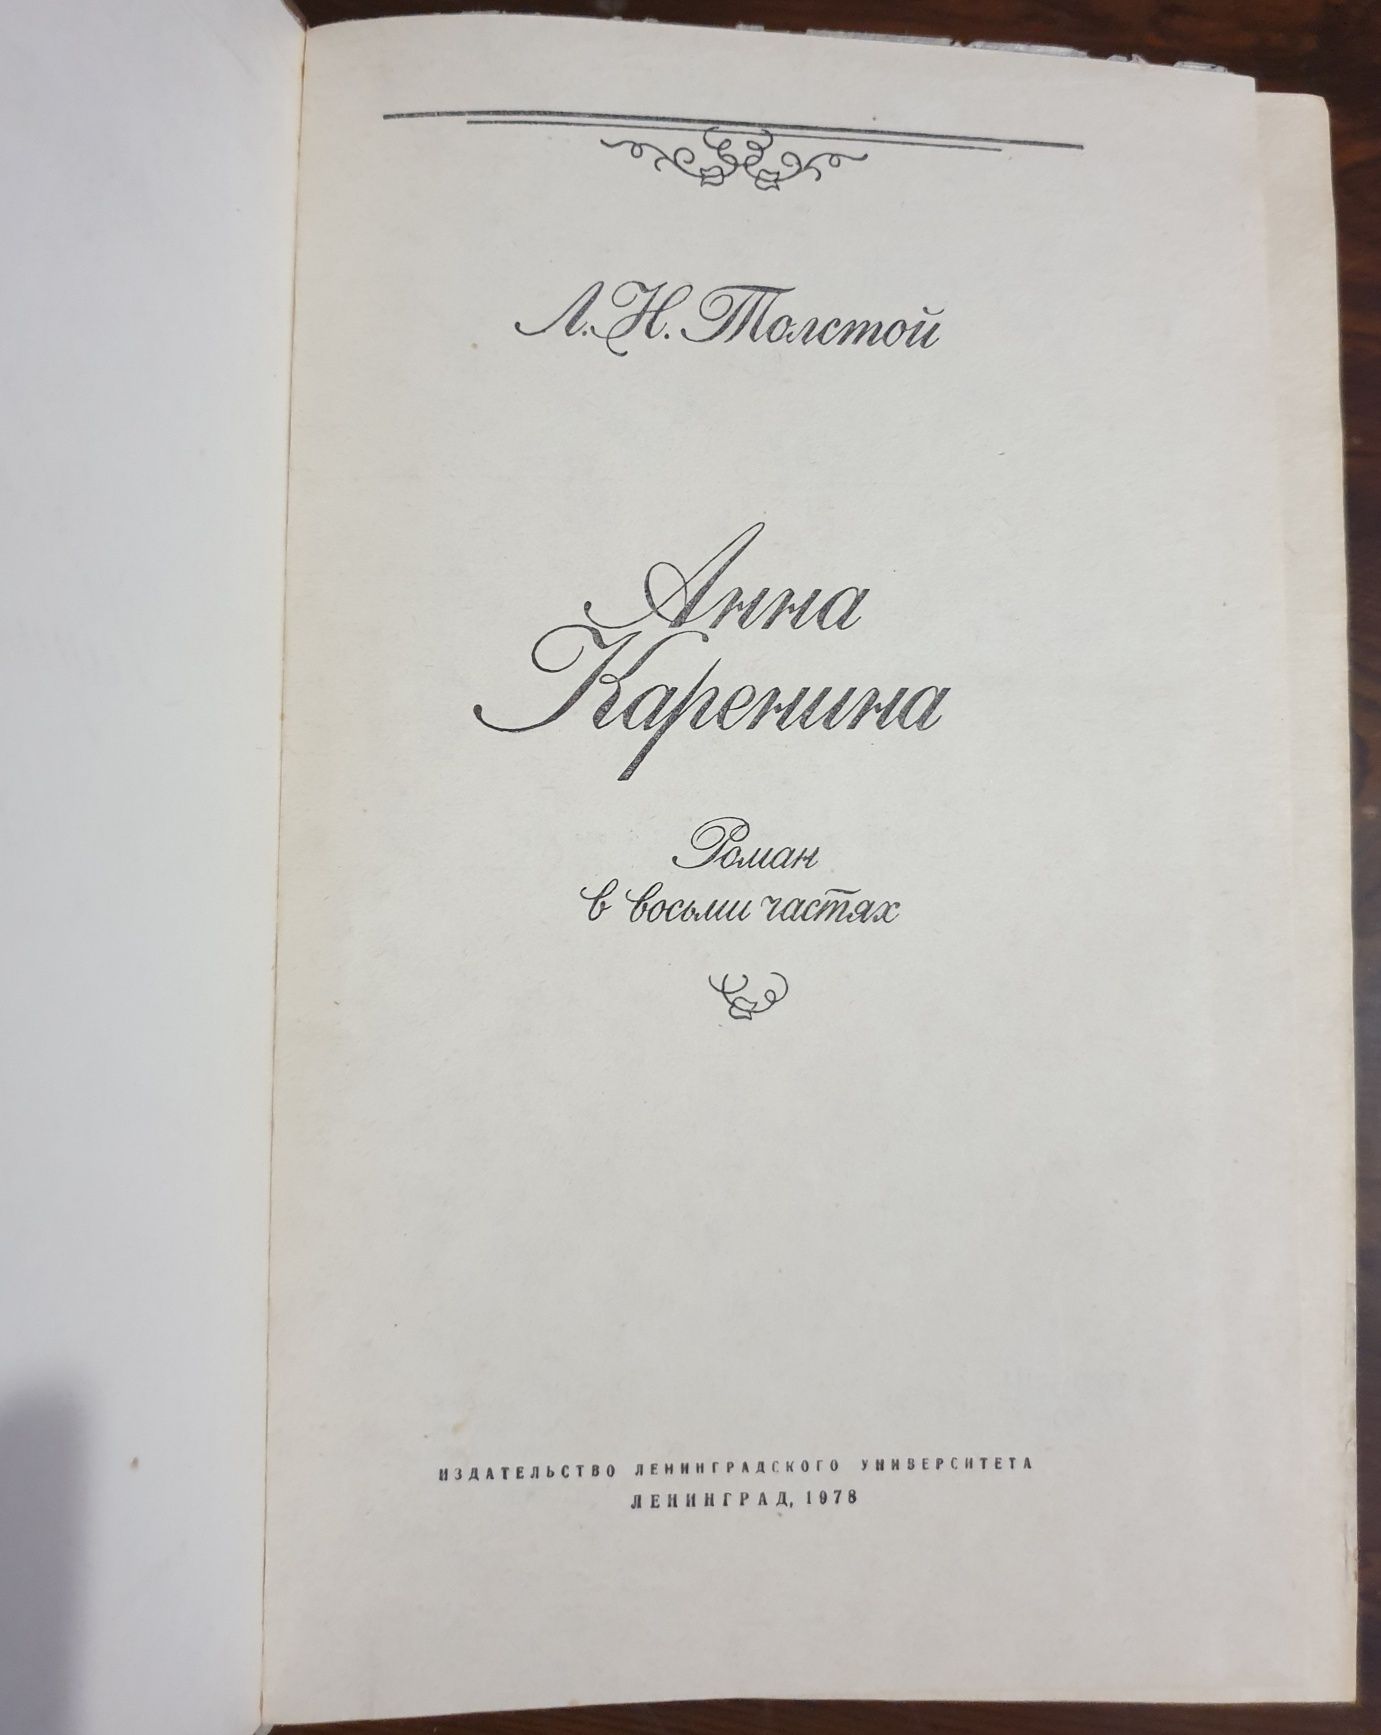 Л. Н. Толстой
Анна
Каренина
Роман
в восьми частях
ИЗДАТЕЛЬСТВО ЛЕНИНГРАДСКОГО УНИВЕРСИТЕТА
ЛЕНИНГРАД, 1978